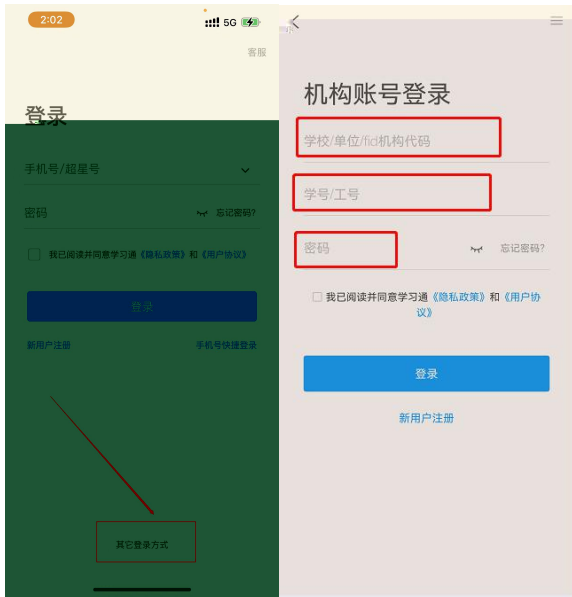 2:02
5G
客服
登录
手机号/超星号
密码
忘记密码?
我已阅读并同意学习通《隐私政策》和《用户协议》
登录
新用户注册
手机号快捷登录
其它登录方式
机构账号登录
学校/单位/fid机构代码
学号/工号
密码
忘记密码?
我已阅读并同意学习通《隐私政策》和《用户协
议》
登录
新用户注册